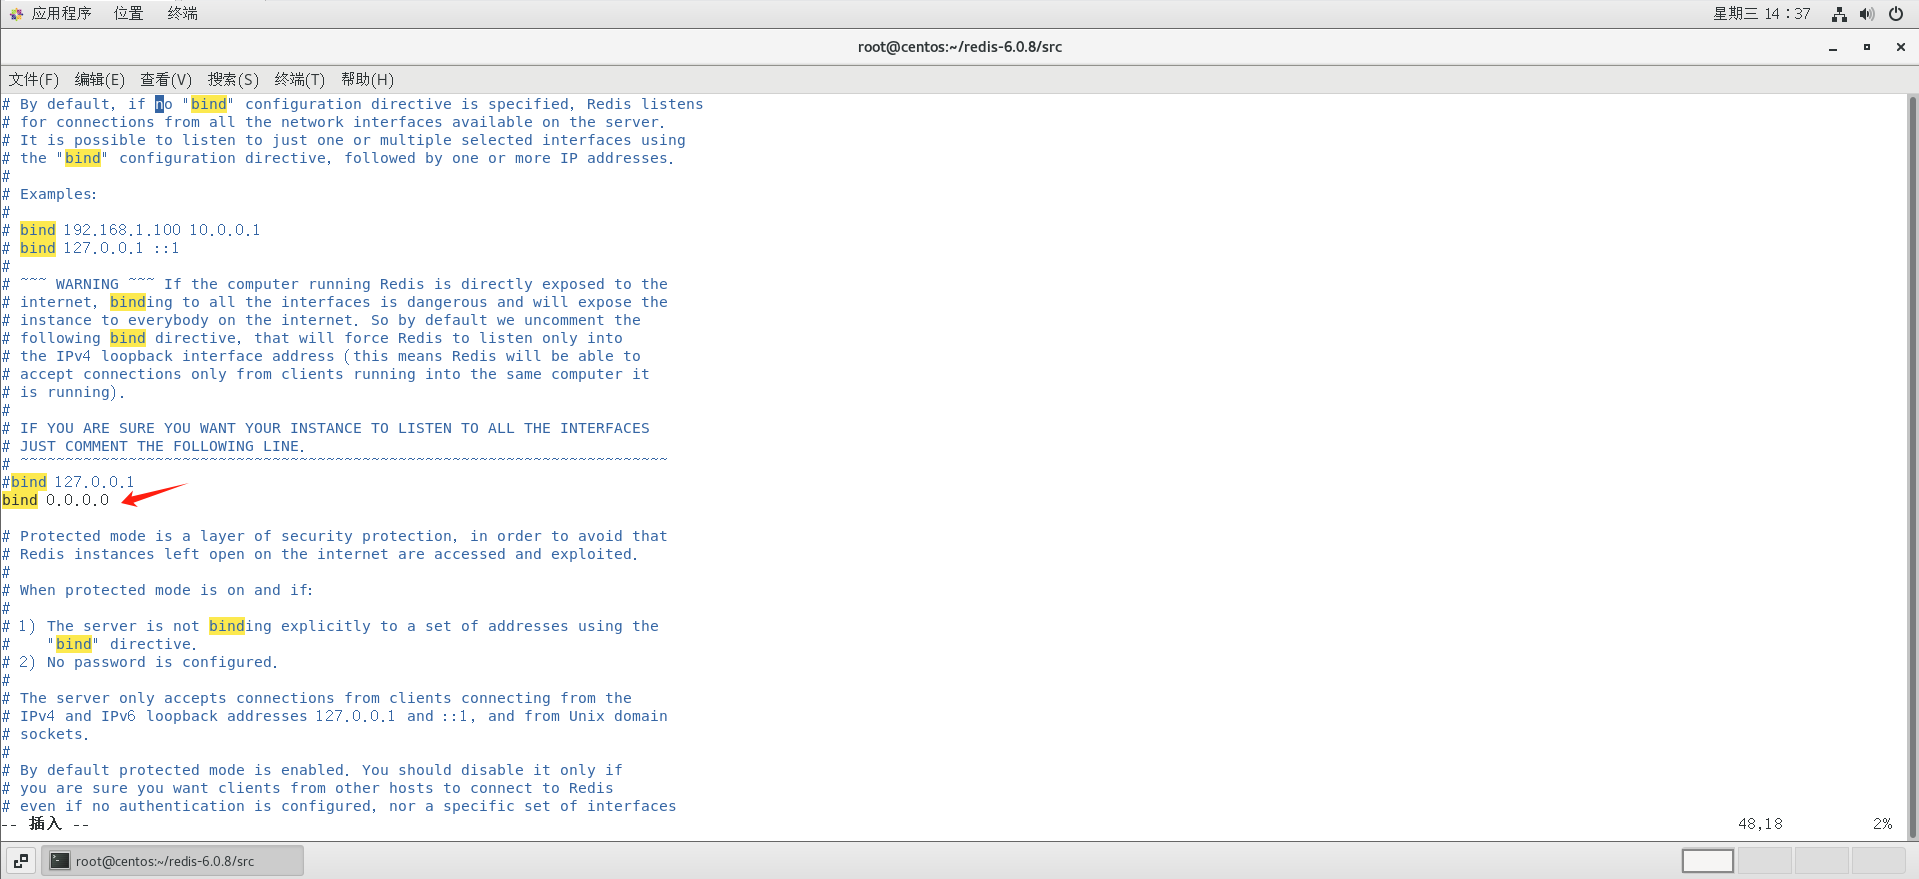 应用程序 位置 终端 星期三 14：37
root@centos:~/redis-6.0.8/src
文件(F) 编辑(E) 查看(V) 搜索(S) 终端(T) 帮助(H)
# By default, if no "bind" configuration directive is specified, Redis listens
# for connections from all the network interfaces available on the server.
# It is possible to listen to just one or multiple selected interfaces using
# the "bind" configuration directive, followed by one or more IP addresses.
#
# Examples:
#
# bind 192.168.1.100 10.0.0.1
# bind 127.0.0.1 ::1
#
# ~~~ WARNING ~~~ If the computer running Redis is directly exposed to the
# internet, binding to all the interfaces is dangerous and will expose the
# instance to everybody on the internet. So by default we uncomment the
# following bind directive, that will force Redis to listen only into
# the IPv4 loopback interface address (this means Redis will be able to
# accept connections only from clients running into the same computer it
# is running).
#
# IF YOU ARE SURE YOU WANT YOUR INSTANCE TO LISTEN TO ALL THE INTERFACES
# JUST COMMENT THE FOLLOWING LINE.
# ~~~~~~~~~~~~~~~~~~~~~~~~~~~~~~~~~~~~~~~~~~~~~~~~~~~~~~~~~~~~~~~~~~~~~~~~
#bind 127.0.0.1
bind 0.0.0.0
# Protected mode is a layer of security protection, in order to avoid that
# Redis instances left open on the internet are accessed and exploited.
#
# When protected mode is on and if:
#
# 1) The server is not binding explicitly to a set of addresses using the
#    "bind" directive.
# 2) No password is configured.
#
# The server only accepts connections from clients connecting from the
# IPv4 and IPv6 loopback addresses 127.0.0.1 and ::1, and from Unix domain
# sockets.
#
# By default protected mode is enabled. You should disable it only if
# you are sure you want clients from other hosts to connect to Redis
# even if no authentication is configured, nor a specific set of interfaces
-- 插入 -- 48,18 2%
root@centos:~/redis-6.0.8/src